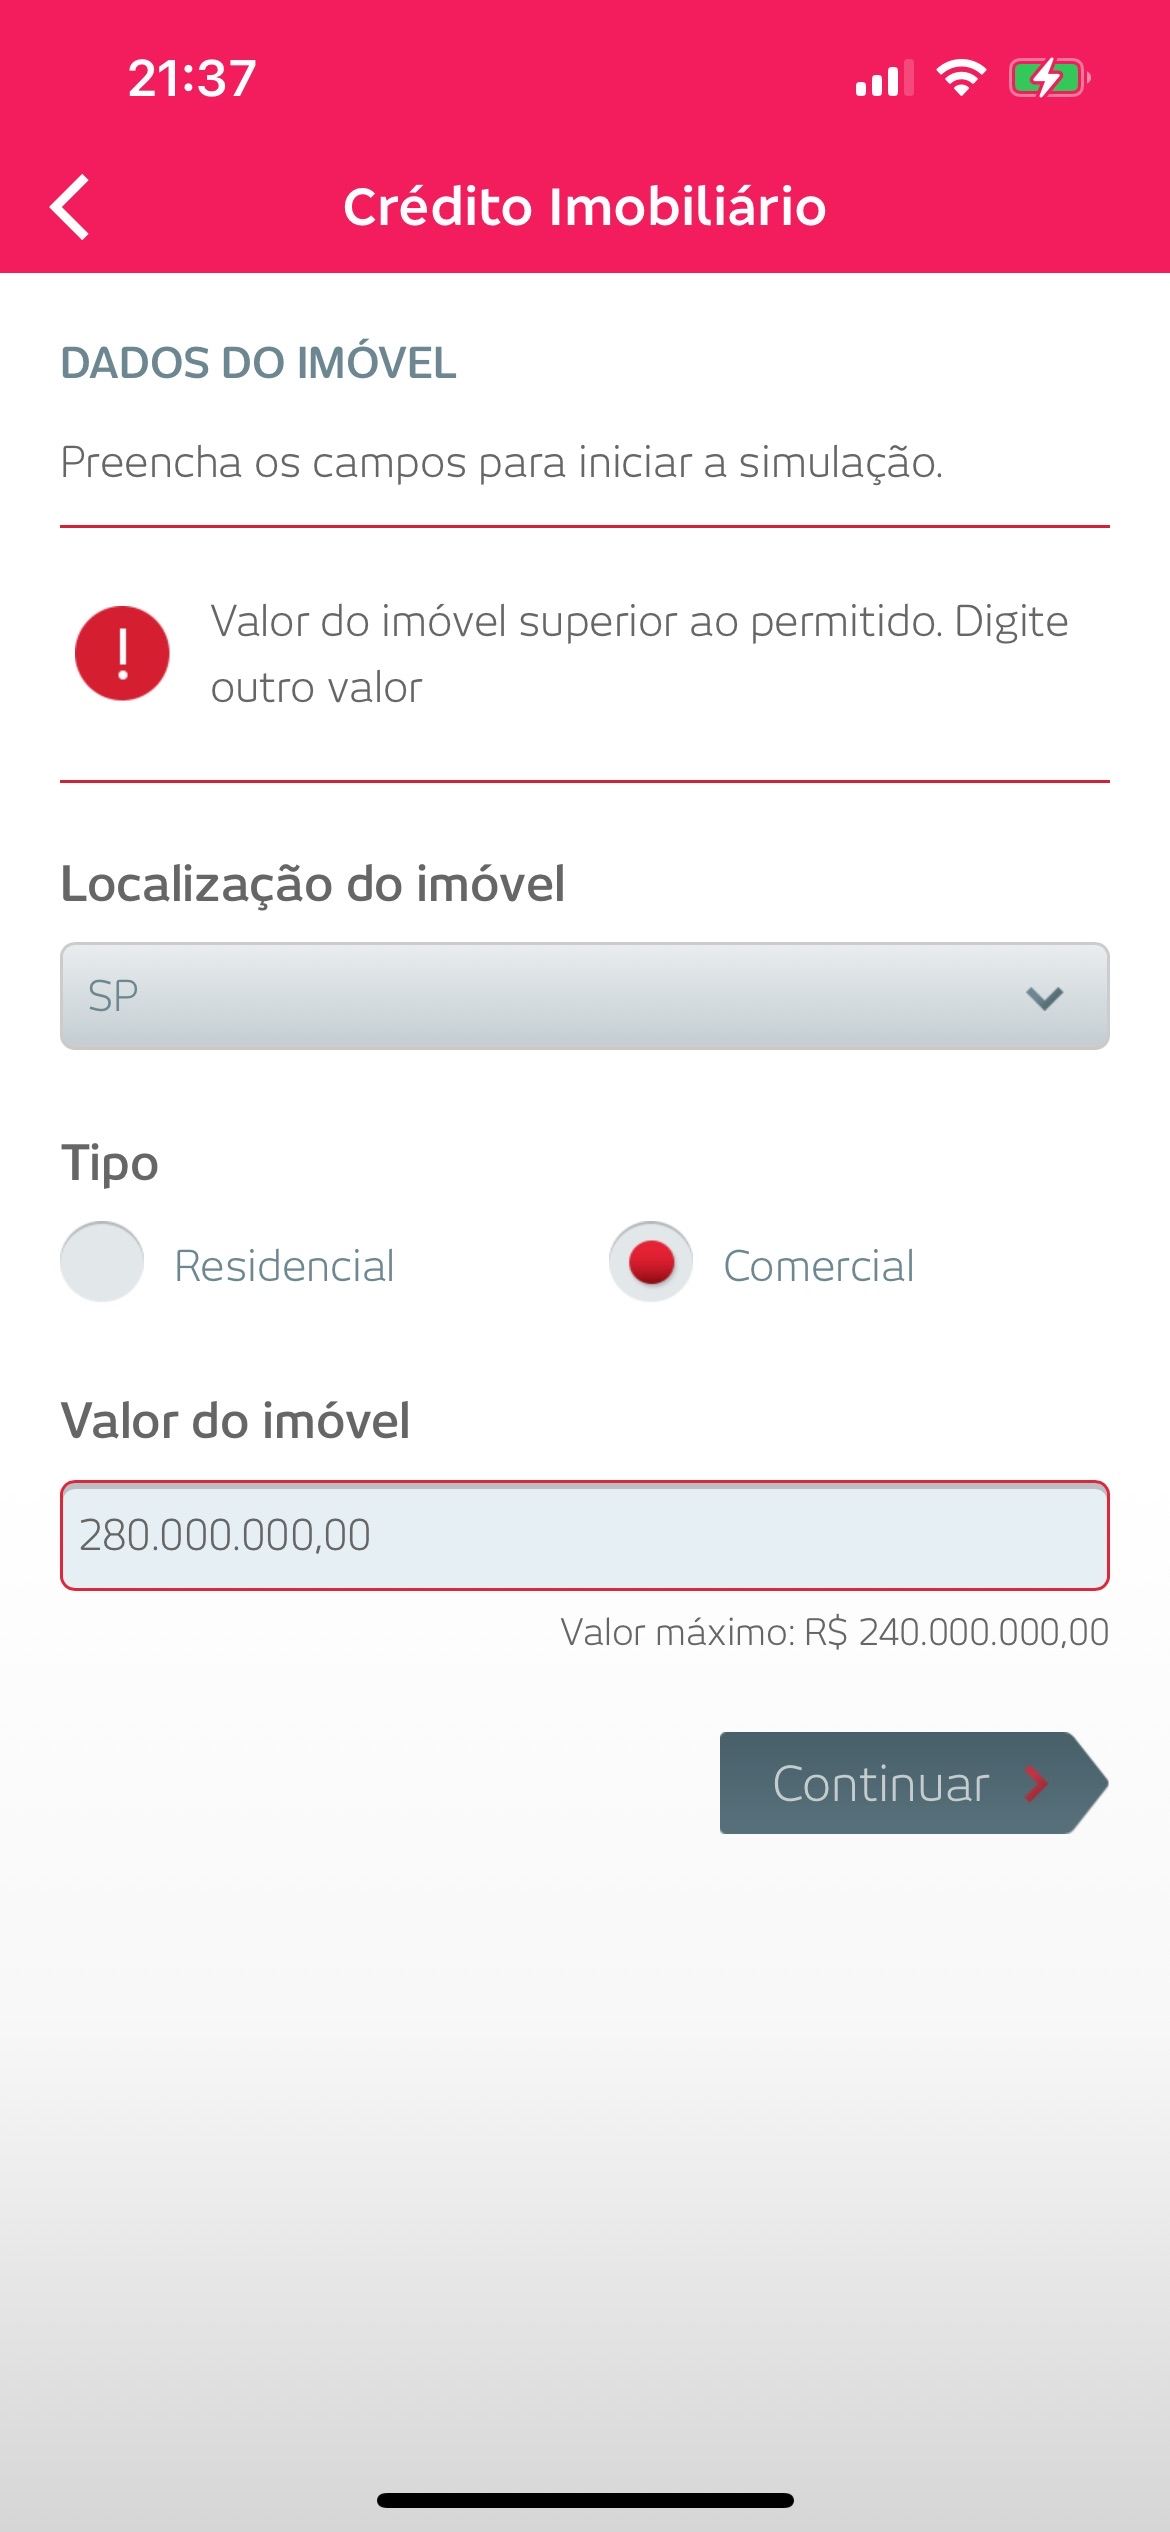 21:37
Crédito Imobiliário
DADOS DO IMÓVEL
Preencha os campos para iniciar a simulação.
Valor do imóvel superior ao permitido. Digite
outro valor
Localização do imóvel
SP
Tipo
Residencial
Comercial
Valor do imóvel
280.000.000,00
Valor máximo: R$ 240.000.000,00
Continuar